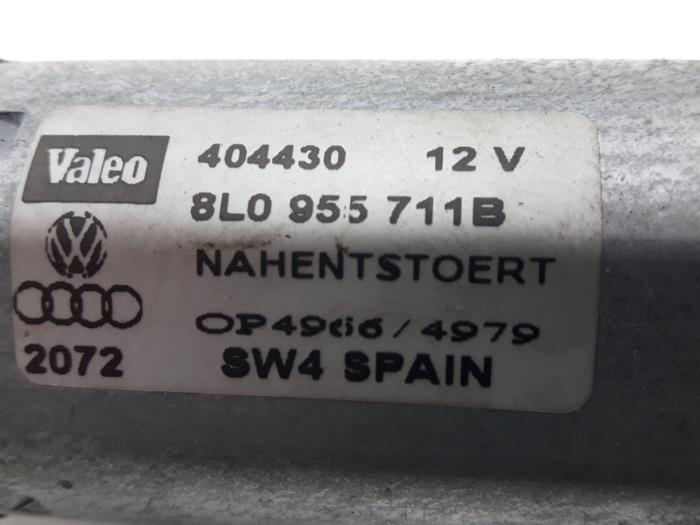 Valeo 404430 12 V
8L0 955 711B
NAHENTSTOERT
OP4966/4979
2072 SW4 SPAIN